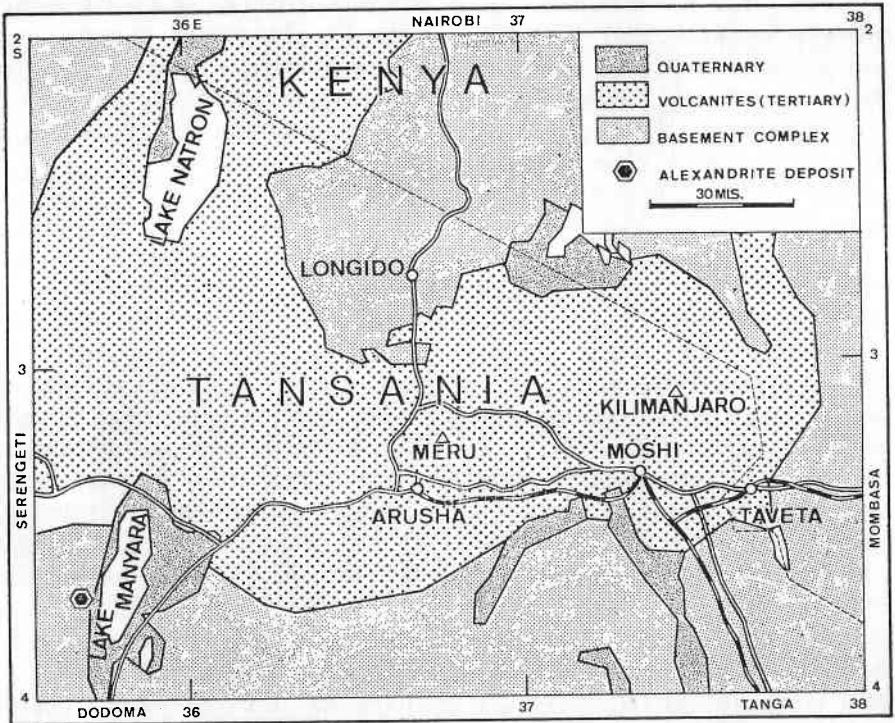 36 E NAIROBI 37 38
2 2
S
QUATERNARY
VOLCANITES (TERTIARY)
BASEMENT COMPLEX
ALEXANDRITE DEPOSIT
30 MLS.
KENYA
LAKE NATRON
LONGIDO
3 3
TANSANIA
KILIMANJARO
MERU
MOSHI
ARUSHA
TAVETA
SERENGETI
MOMBASA
LAKE MANYARA
4 4
DODOMA 36 37 TANGA 38